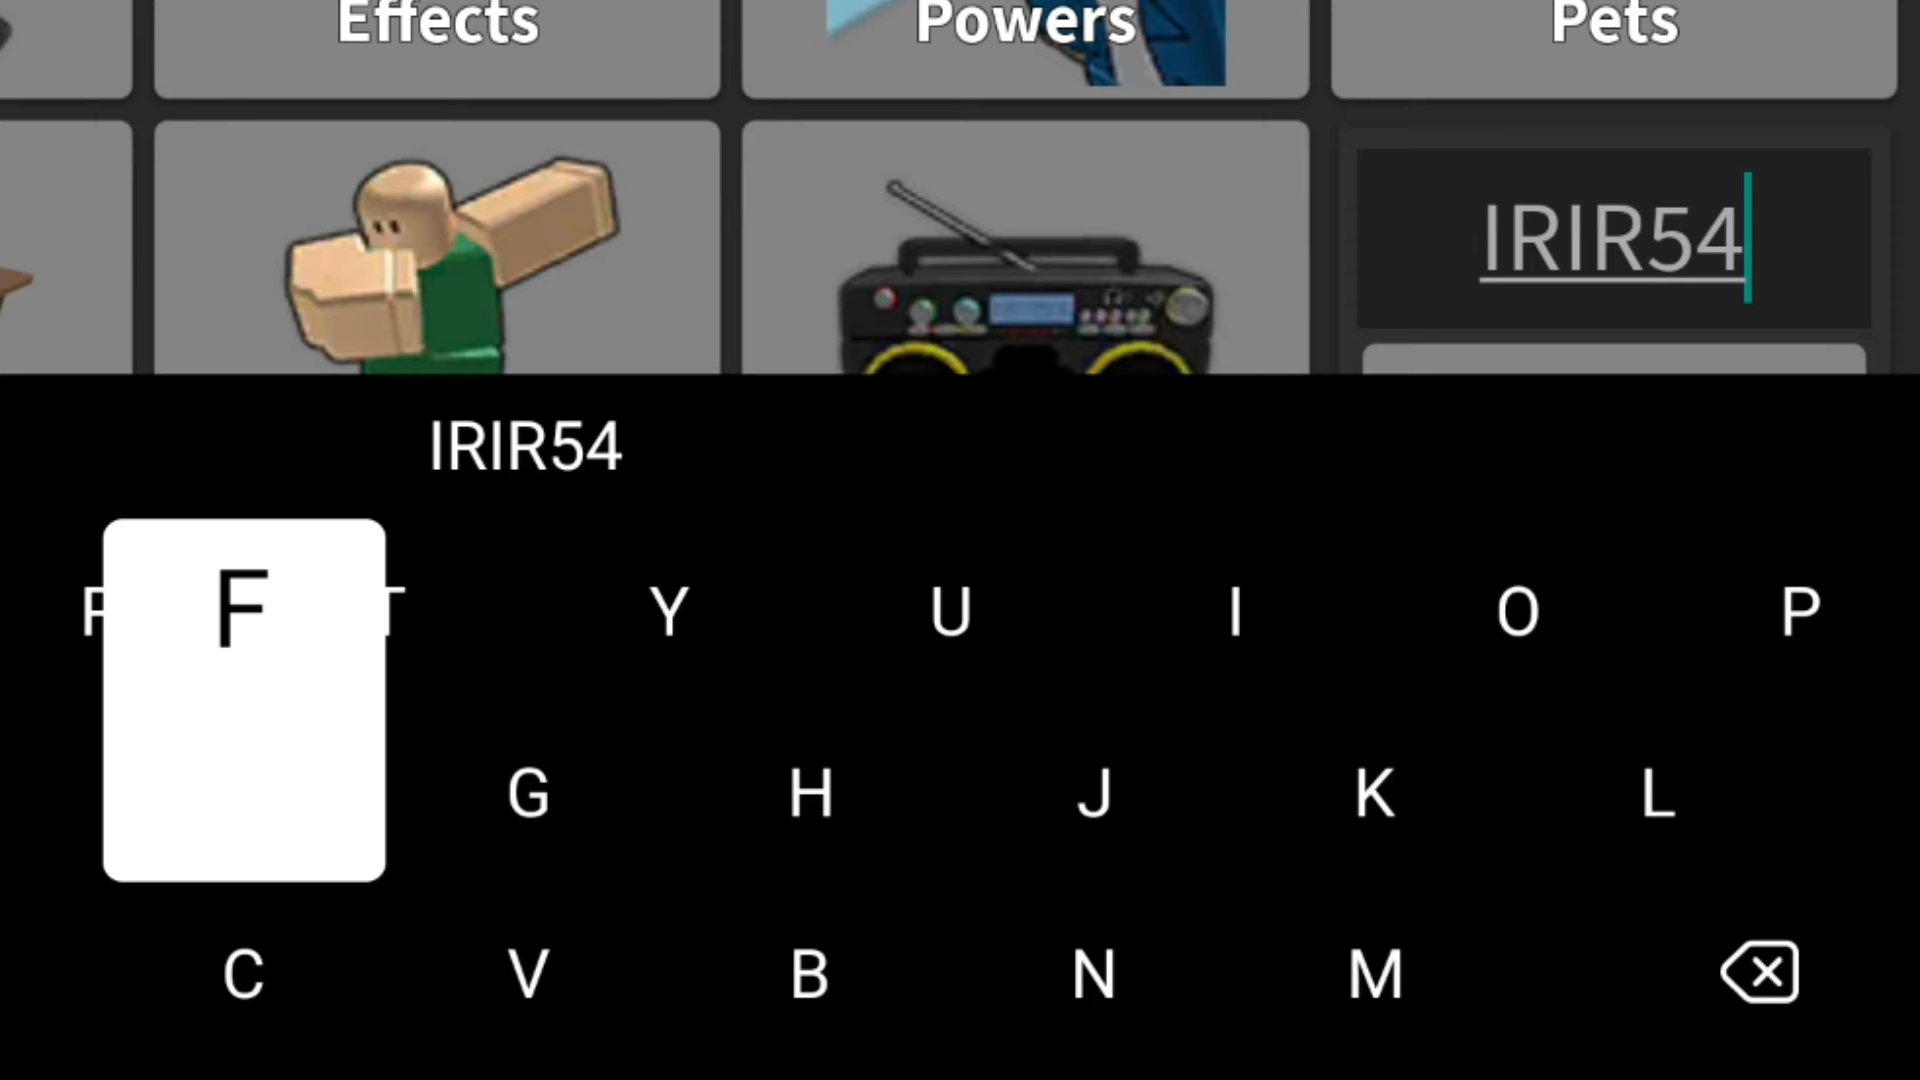 Effects Powers Pets
IRIR54
IRIR54
R F T Y U I O P
G H J K L
C V B N M